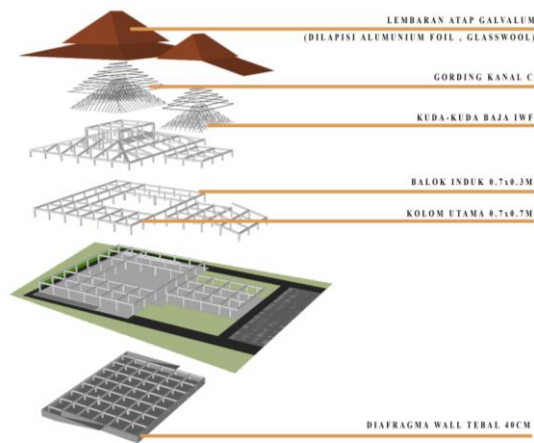 LEMBARAN ATAP GALVALUM
(DILAPISI ALUMUNIUM FOIL , GLASSWOOL)
GORDING KANAL C
KUDA-KUDA BAJA IWF
BALOK INDUK 0.7x0.3M
KOLOM UTAMA 0.7x0.7M
DIAFRAGMA WALL TEBAL 40CM